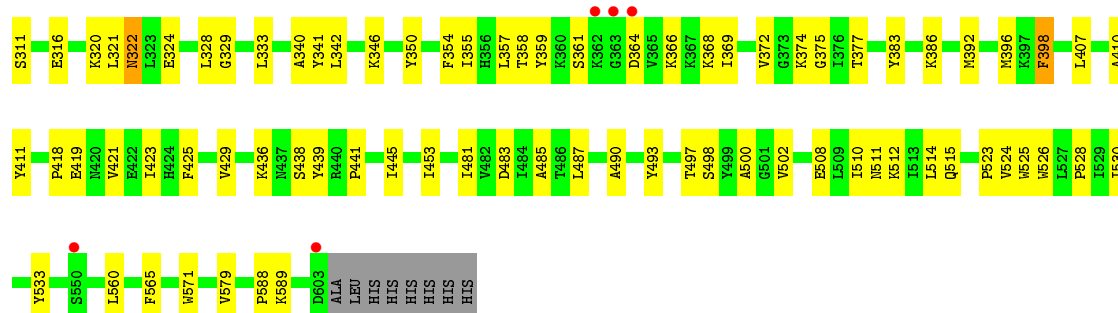 S311 E316 K320 L321 N322 L323 E324 L328 G329 L333 A340 Y341 L342 K346 Y350 F354 I355 H356 L357 T358 Y359 K360 S361 K362 G363 D364 V365 K366 K367 K368 I369 V372 G373 K374 G375 I376 T377 Y383 K386 M392 M396 K397 F398 L407 A410
Y411 P418 E419 N420 V421 E422 I423 H424 F425 V429 K436 N437 S438 Y439 R440 P441 I445 I453 I481 V482 D483 I484 A485 T486 L487 A490 Y493 T497 S498 Y499 A500 G501 V502 E508 L509 I510 N511 K512 I513 L514 Q515 P523 V524 W525 W526 L527 P528 I529 I530
Y533 S550 L560 F565 W571 V579 P588 K589 D603 ALA LEU HIS HIS HIS HIS HIS HIS